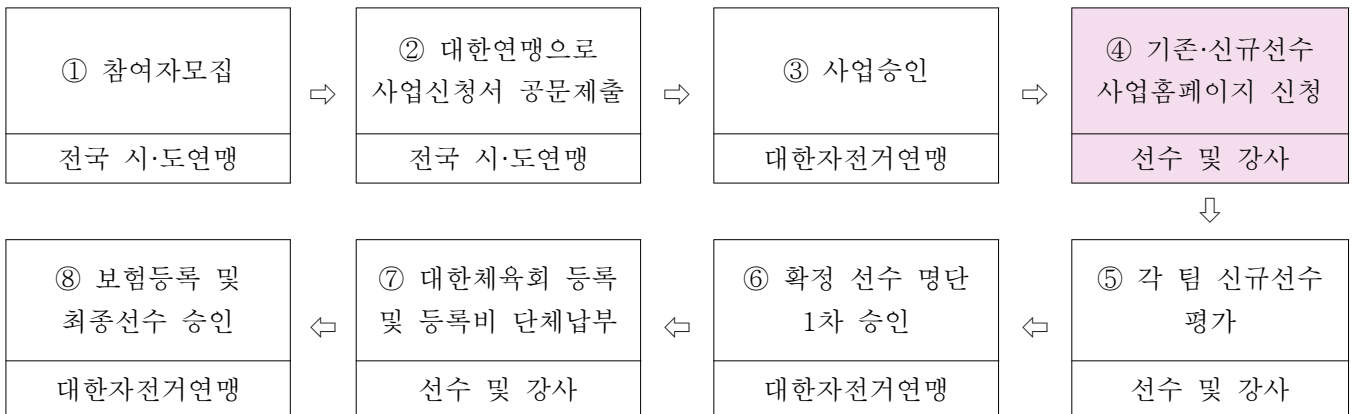 ① 참여자모집
전국 시·도연맹
⇨
② 대한연맹으로
사업신청서 공문제출
전국 시·도연맹
⇨
③ 사업승인
대한자전거연맹
⇨
④ 기존·신규선수
사업홈페이지 신청
선수 및 강사
⇩
⑤ 각 팀 신규선수
평가
선수 및 강사
⇦
⑥ 확정 선수 명단
1차 승인
대한자전거연맹
⇦
⑦ 대한체육회 등록
및 등록비 단체납부
선수 및 강사
⇦
⑧ 보험등록 및
최종선수 승인
대한자전거연맹